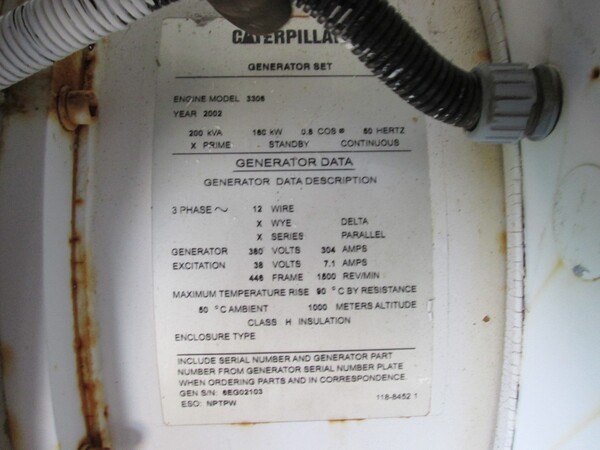 CATERPILLAR
GENERATOR SET
ENGINE MODEL 3306
YEAR 2002
200 kVA 160 kW 0.8 COS ø 50 HERTZ
X PRIME STANDBY CONTINUOUS
GENERATOR DATA
GENERATOR DATA DESCRIPTION
3 PHASE ~ 12 WIRE
X WYE DELTA
X SERIES PARALLEL
GENERATOR 380 VOLTS 304 AMPS
EXCITATION 38 VOLTS 7.1 AMPS
446 FRAME 1500 REV/MIN
MAXIMUM TEMPERATURE RISE 90 °C BY RESISTANCE
50 °C AMBIENT 1000 METERS ALTITUDE
CLASS H INSULATION
ENCLOSURE TYPE
INCLUDE SERIAL NUMBER AND GENERATOR PART
NUMBER FROM GENERATOR SERIAL NUMBER PLATE
WHEN ORDERING PARTS AND IN CORRESPONDENCE.
GEN S/N: 6EG02103
ESO: NPTPW 118-8452 1